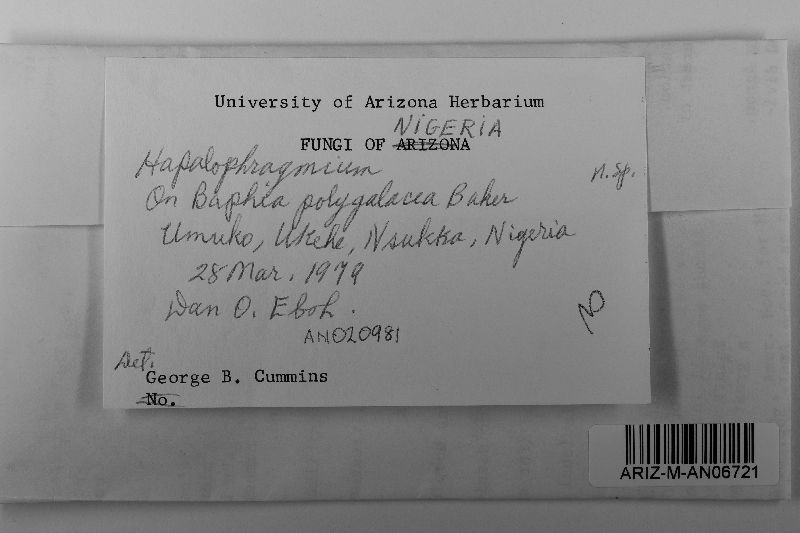 University of Arizona Herbarium
NIGERIA
FUNGI OF ARIZONA
Hapalophragmium n. sp.
On Baphia polygalacea Baker
Umuko, Ukehe, Nsukka, Nigeria
28 Mar. 1979
Dan O. Eboh.
AN020981
NO
Det.
George B. Cummins
No.
ARIZ-M-AN06721